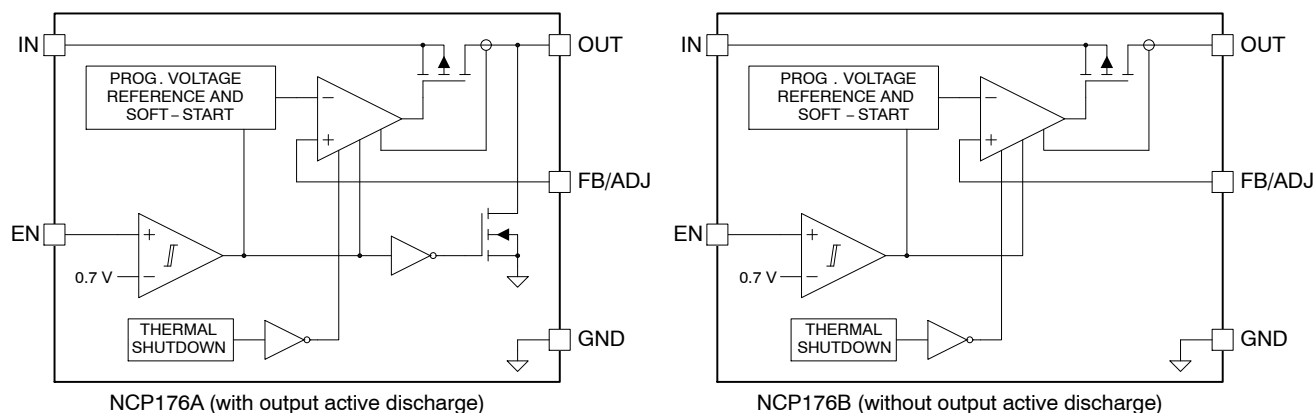 IN
OUT
PROG. VOLTAGE
REFERENCE AND
SOFT – START
−
+
FB/ADJ
EN
+
0.7 V
−
THERMAL
SHUTDOWN
GND
NCP176A (with output active discharge)
IN
OUT
PROG. VOLTAGE
REFERENCE AND
SOFT – START
−
+
FB/ADJ
EN
+
0.7 V
−
THERMAL
SHUTDOWN
GND
NCP176B (without output active discharge)